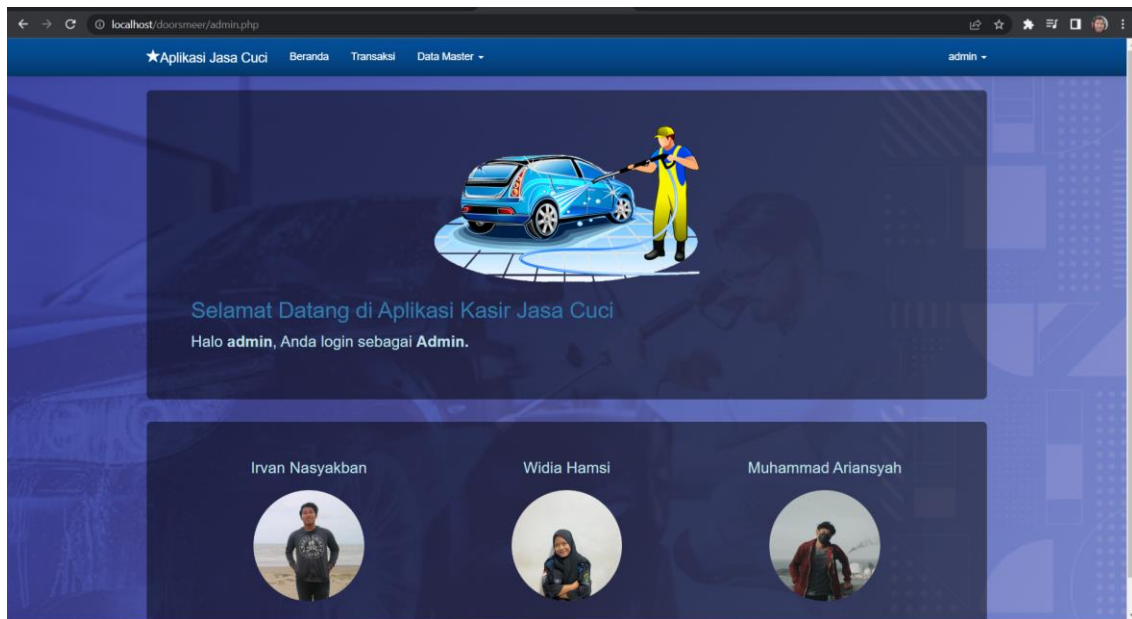 localhost/doorsmeer/admin.php
★Aplikasi Jasa Cuci Beranda Transaksi Data Master admin
Selamat Datang di Aplikasi Kasir Jasa Cuci
Halo admin, Anda login sebagai Admin.
Irvan Nasyakban Widia Hamsi Muhammad Ariansyah